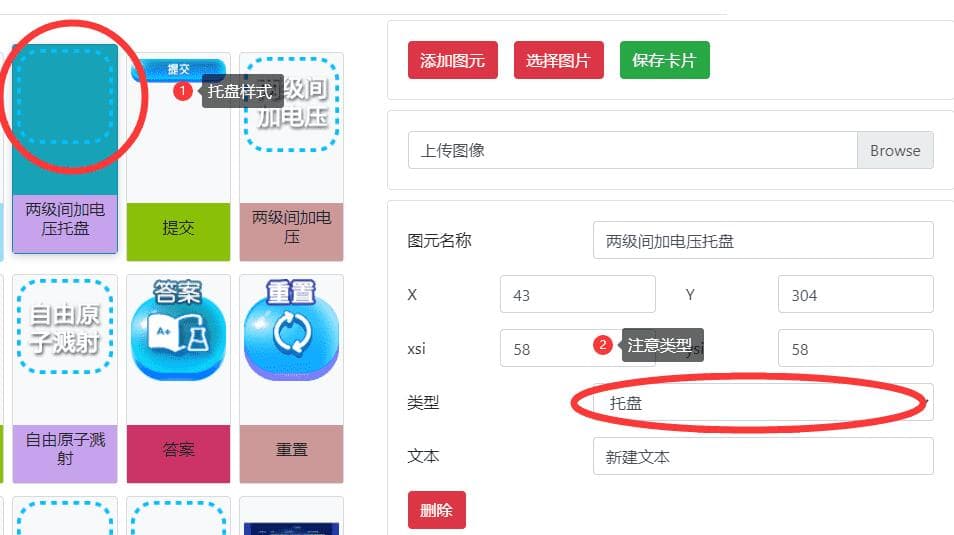 两级间加电
压托盘
提交
提交
1
托盘样式
两级间
加电压
两级间加电
压
自由原
子溅射
自由原子溅
射
答案
A+
答案
重置
重置
添加图元
选择图片
保存卡片
上传图像
Browse
图元名称
两级间加电压托盘
X
43
Y
304
xsi
58
2
注意类型
ysi
58
类型
托盘
文本
新建文本
删除